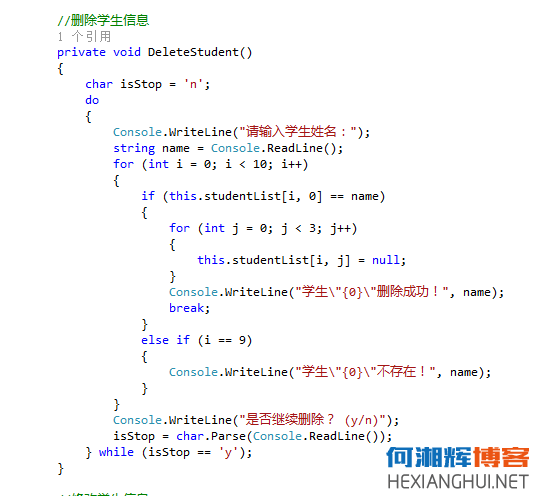 //删除学生信息
1 个引用
private void DeleteStudent()
{
    char isStop = 'n';
    do
    {
        Console.WriteLine("请输入学生姓名：");
        string name = Console.ReadLine();
        for (int i = 0; i < 10; i++)
        {
            if (this.studentList[i, 0] == name)
            {
                for (int j = 0; j < 3; j++)
                {
                    this.studentList[i, j] = null;
                }
                Console.WriteLine("学生\"{0}\"删除成功！", name);
                break;
            }
            else if (i == 9)
            {
                Console.WriteLine("学生\"{0}\"不存在！", name);
            }
        }
        Console.WriteLine("是否继续删除？ (y/n)");
        isStop = char.Parse(Console.ReadLine());
    } while (isStop == 'y');
}
何湘辉博客
HEXIANGHUI.NET